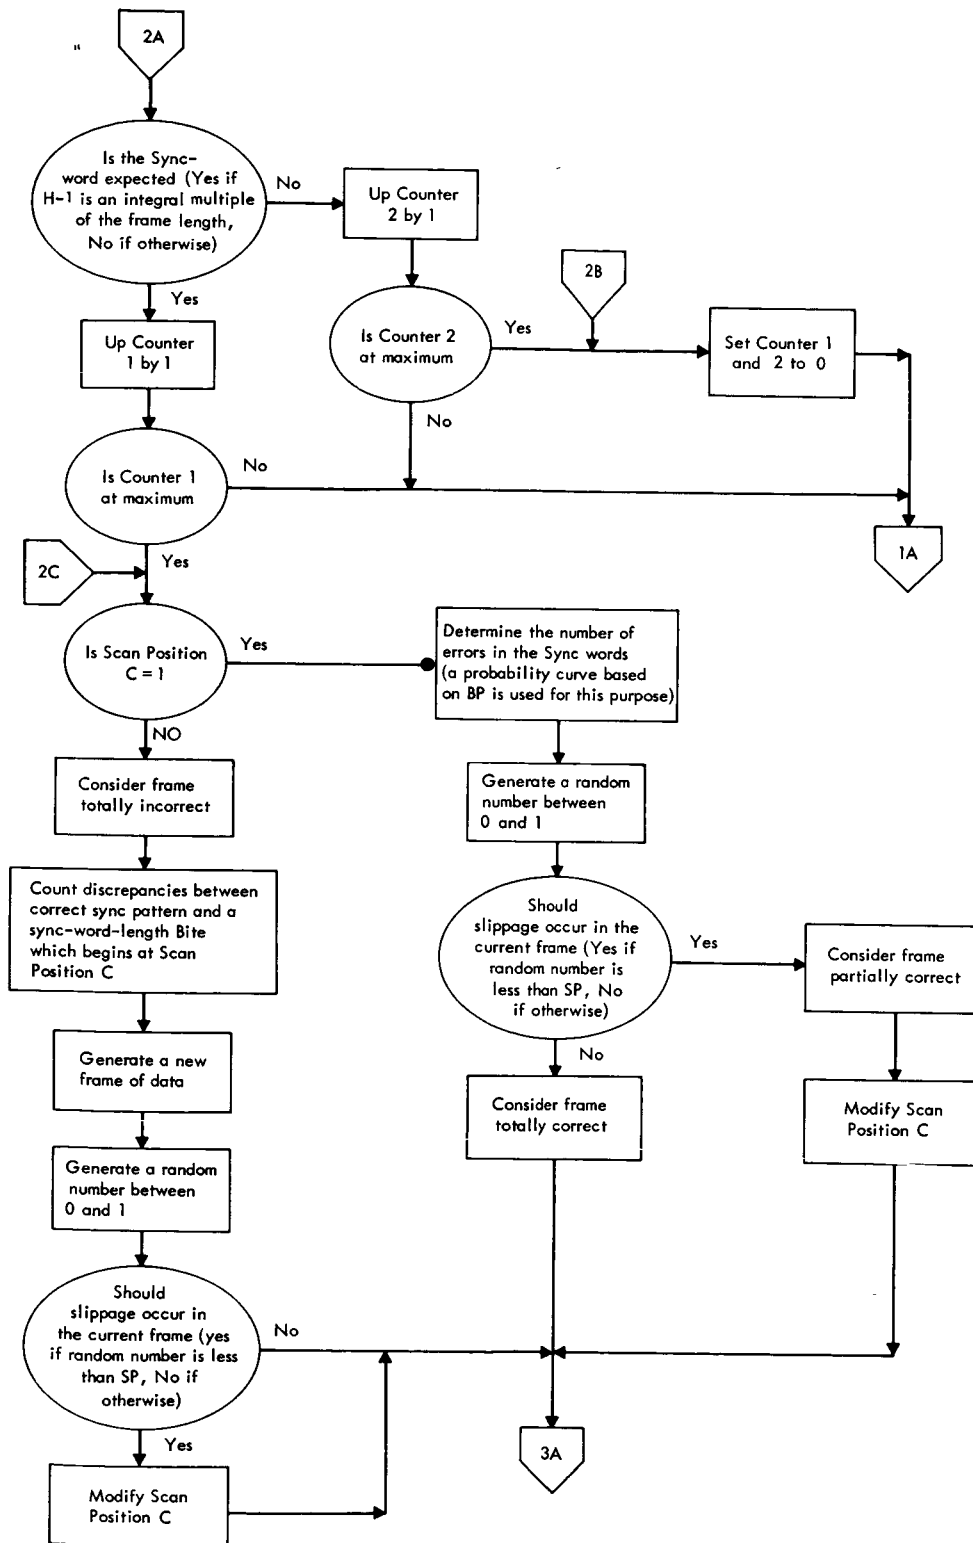 2A
Is the Sync-
word expected (Yes if
H-1 is an integral multiple
of the frame length,
No if otherwise)
No
Up Counter
2 by 1
Yes
Up Counter
1 by 1
Is Counter 2
at maximum
Yes
2B
Set Counter 1
and 2 to 0
No
Is Counter 1
at maximum
No
1A
Yes
2C
Is Scan Position
C = 1
Yes
Determine the number of
errors in the Sync words
(a probability curve based
on BP is used for this purpose)
NO
Consider frame
totally incorrect
Generate a random
number between
0 and 1
Count discrepancies between
correct sync pattern and a
sync-word-length Bite
which begins at Scan
Position C
Should
slippage occur in the
current frame (Yes if
random number is
less than SP, No
if otherwise)
Yes
Consider frame
partially correct
No
Generate a new
frame of data
Consider frame
totally correct
Modify Scan
Position C
Generate a random
number between
0 and 1
Should
slippage occur in
the current frame (yes
if random number is less
than SP, No if
otherwise)
No
Yes
3A
Modify Scan
Position C